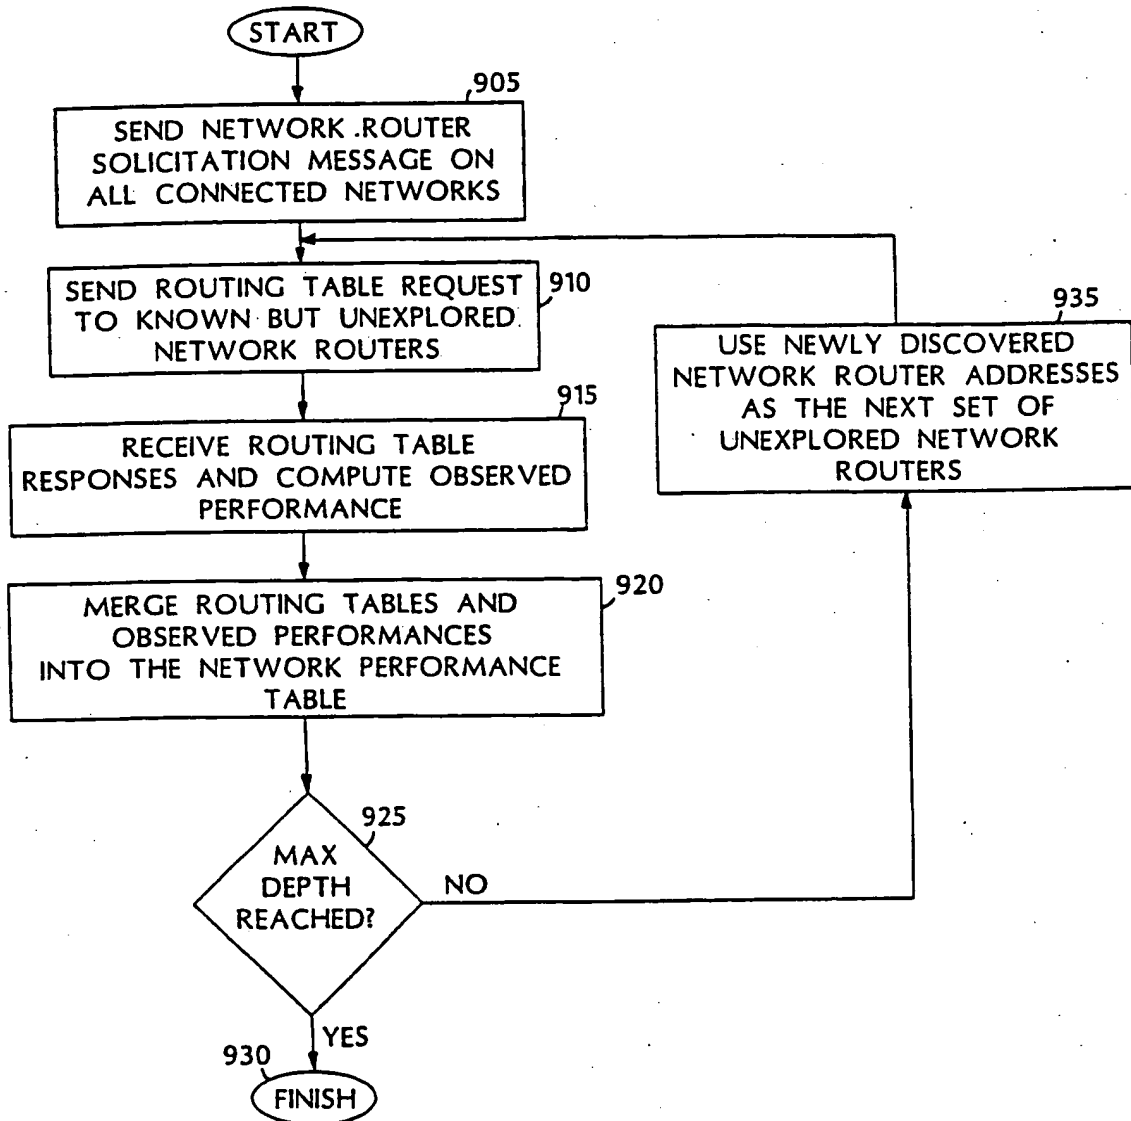 START
905
SEND NETWORK ROUTER
SOLICITATION MESSAGE ON
ALL CONNECTED NETWORKS
910
SEND ROUTING TABLE REQUEST
TO KNOWN BUT UNEXPLORED
NETWORK ROUTERS
915
RECEIVE ROUTING TABLE
RESPONSES AND COMPUTE OBSERVED
PERFORMANCE
920
MERGE ROUTING TABLES AND
OBSERVED PERFORMANCES
INTO THE NETWORK PERFORMANCE
TABLE
925
MAX
DEPTH
REACHED?
NO
YES
930
FINISH
935
USE NEWLY DISCOVERED
NETWORK ROUTER ADDRESSES
AS THE NEXT SET OF
UNEXPLORED NETWORK
ROUTERS